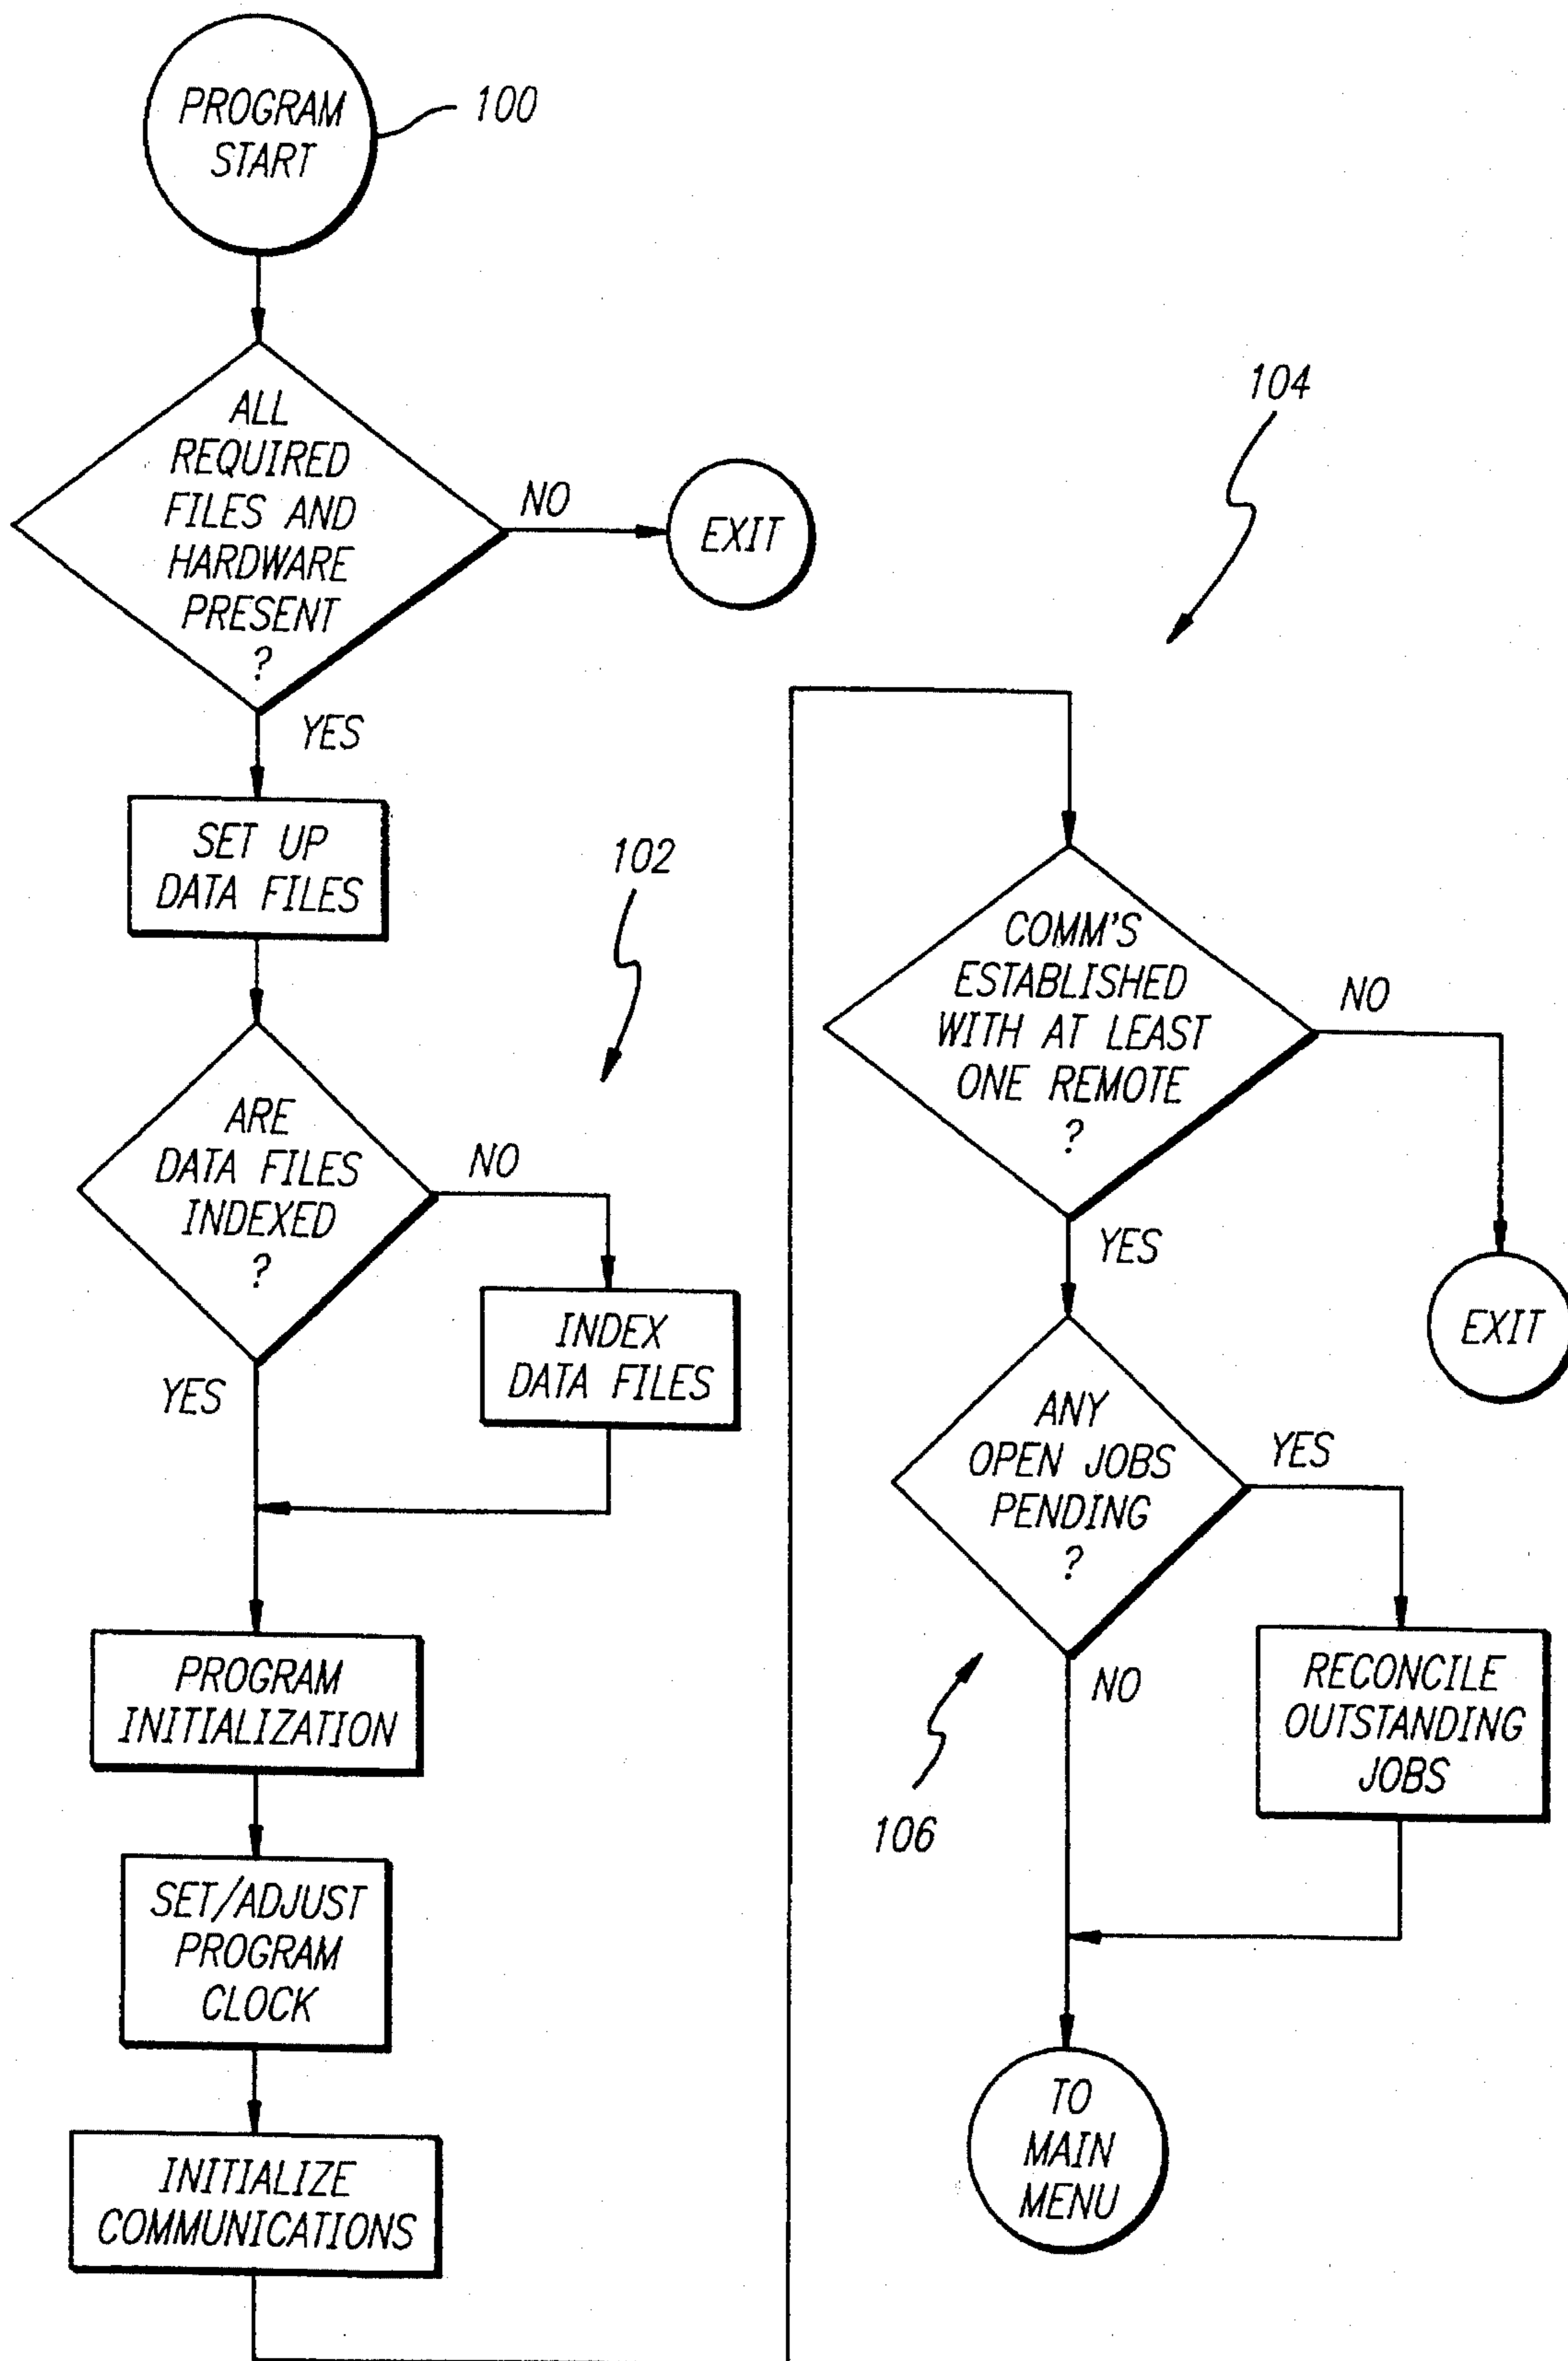 PROGRAM
START
100
ALL
REQUIRED
FILES AND
HARDWARE
PRESENT
?
NO
EXIT
YES
SET UP
DATA FILES
102
ARE
DATA FILES
INDEXED
?
NO
INDEX
DATA FILES
YES
PROGRAM
INITIALIZATION
SET/ADJUST
PROGRAM
CLOCK
INITIALIZE
COMMUNICATIONS
104
COMM'S
ESTABLISHED
WITH AT LEAST
ONE REMOTE
?
NO
EXIT
YES
ANY
OPEN JOBS
PENDING
?
YES
RECONCILE
OUTSTANDING
JOBS
NO
106
TO
MAIN
MENU